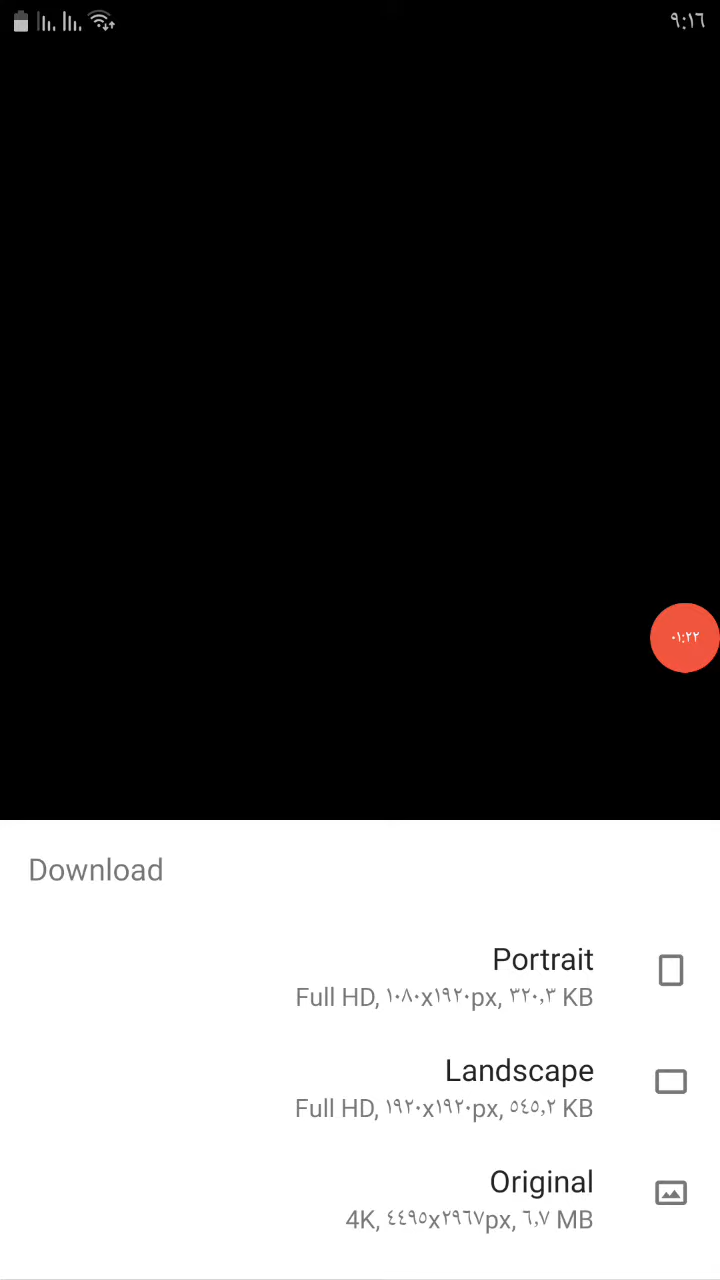 ٩:١٦
٠١:٢٢
Download
Portrait
Full HD, ١٠٨٠x١٩٢٠px, ٣٢٠,٣ KB
Landscape
Full HD, ١٩٢٠x١٩٢٠px, ٥٤٥,٢ KB
Original
4K, ٤٤٩٥x٢٩٦٧px, ٦,٧ MB